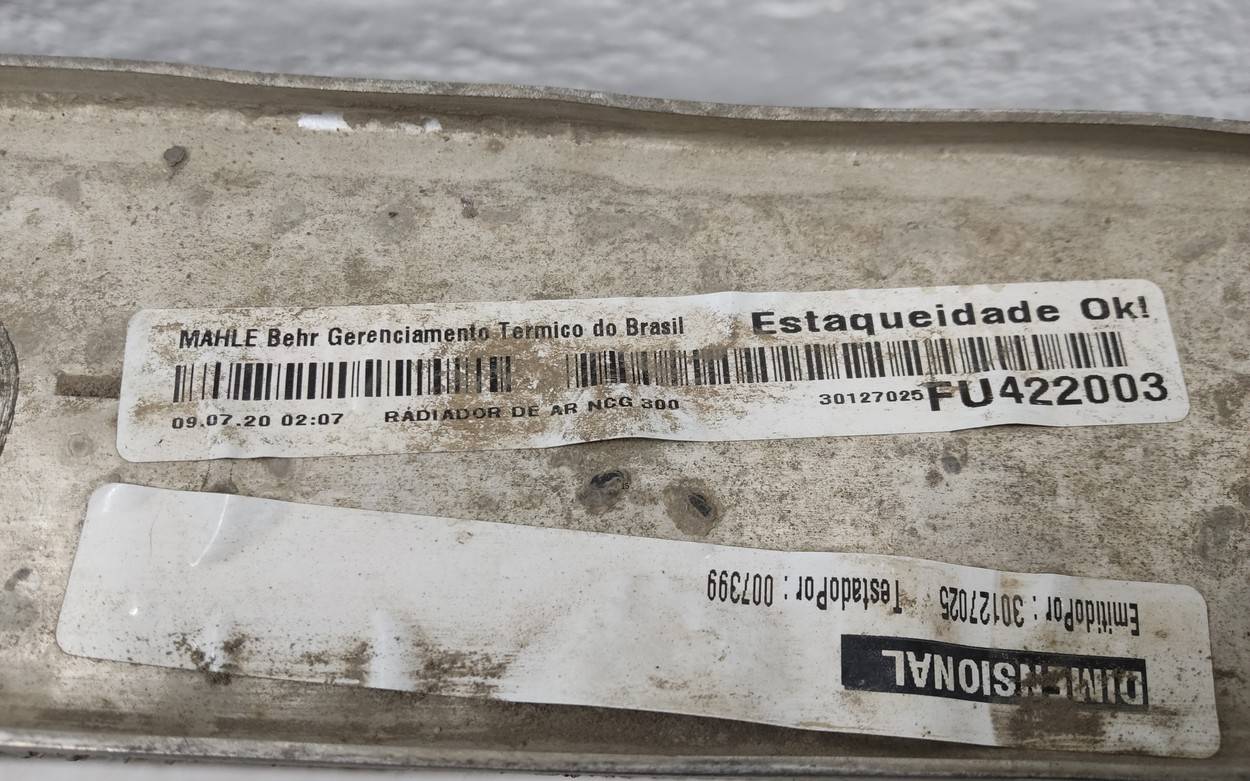 MAHLE Behr Gerenciamento Termico do Brasil
Estaqueidade Ok!
09.07.20 02:07 RADIADOR DE AR NCG 300
30127025 FU422003
DIMENSIONAL
EmitidoPor : 30127025 TestadoPor : 007399